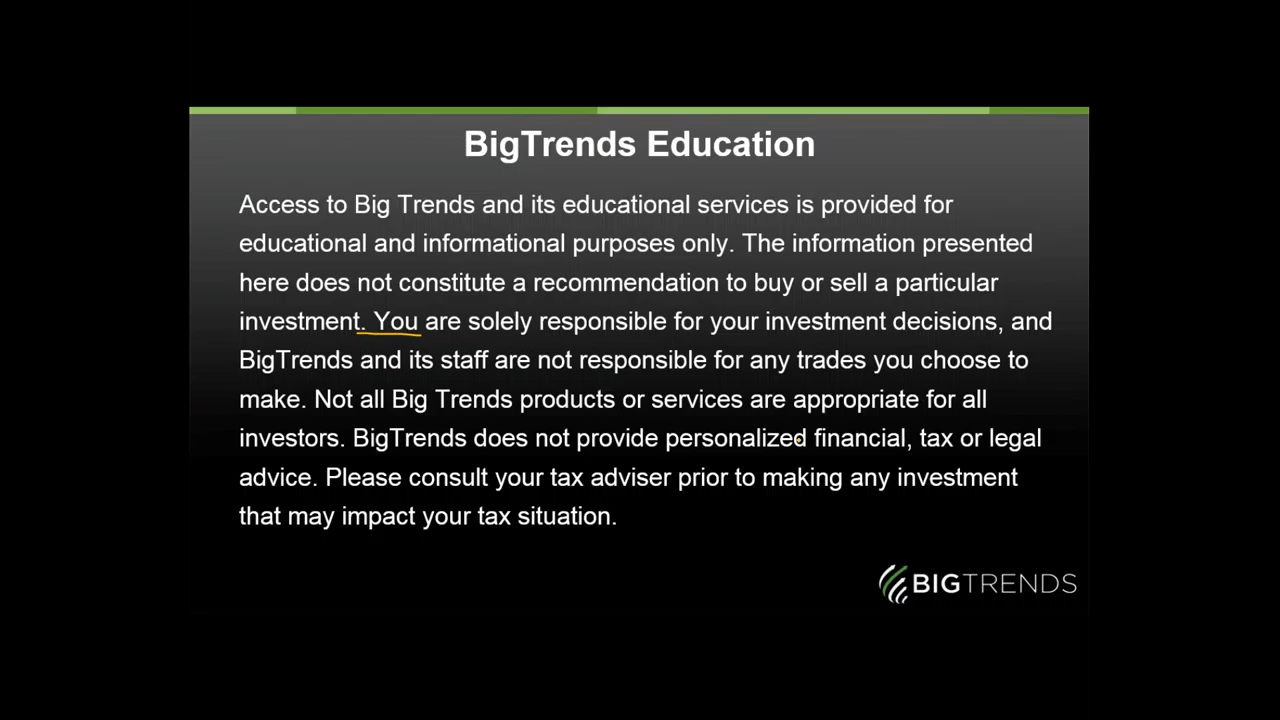 BigTrends Education
Access to Big Trends and its educational services is provided for
educational and informational purposes only. The information presented
here does not constitute a recommendation to buy or sell a particular
investment. You are solely responsible for your investment decisions, and
BigTrends and its staff are not responsible for any trades you choose to
make. Not all Big Trends products or services are appropriate for all
investors. BigTrends does not provide personalized financial, tax or legal
advice. Please consult your tax adviser prior to making any investment
that may impact your tax situation.
BIGTRENDS